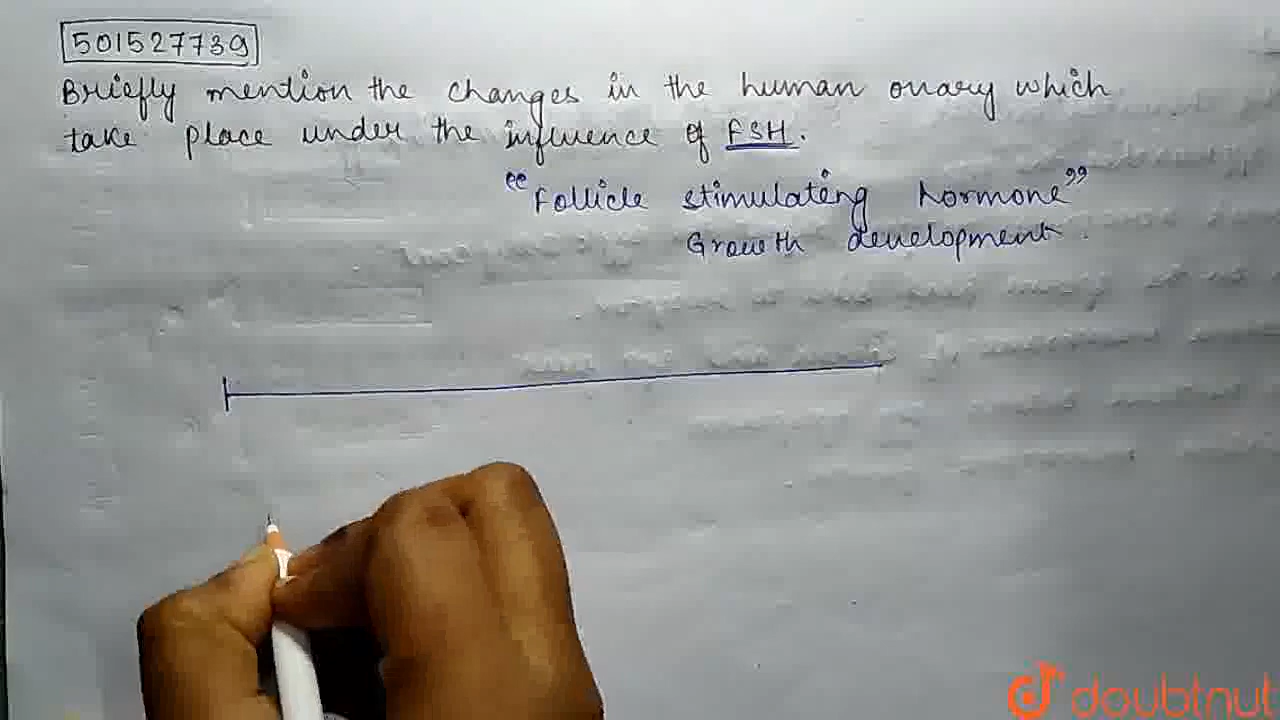 501527739
Briefly mention the changes in the human ovary which
take place under the influence of FSH.
"Follicle stimulating hormone"
Growth development.
doubtnut